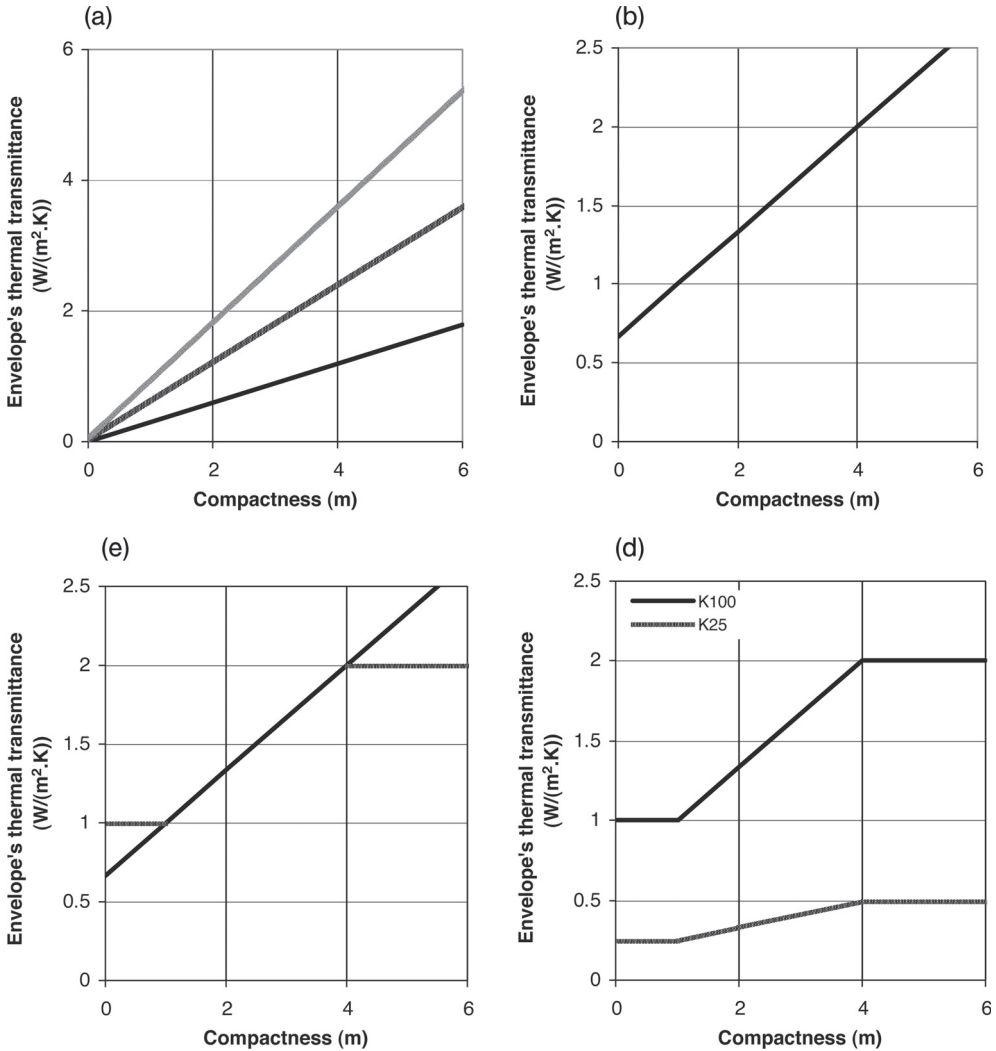 (a)
6
4
2
0
0 2 4 6
Envelope's thermal transmittance
(W/(m².K))
Compactness (m)
(b)
2.5
2
1.5
1
0.5
0
0 2 4 6
Envelope's thermal transmittance
(W/(m².K))
Compactness (m)
(e)
2.5
2
1.5
1
0.5
0
0 2 4 6
Envelope's thermal transmittance
(W/(m².K))
Compactness (m)
(d)
K100
K25
2.5
2
1.5
1
0.5
0
0 2 4 6
Envelope's thermal transmittance
(W/(m².K))
Compactness (m)